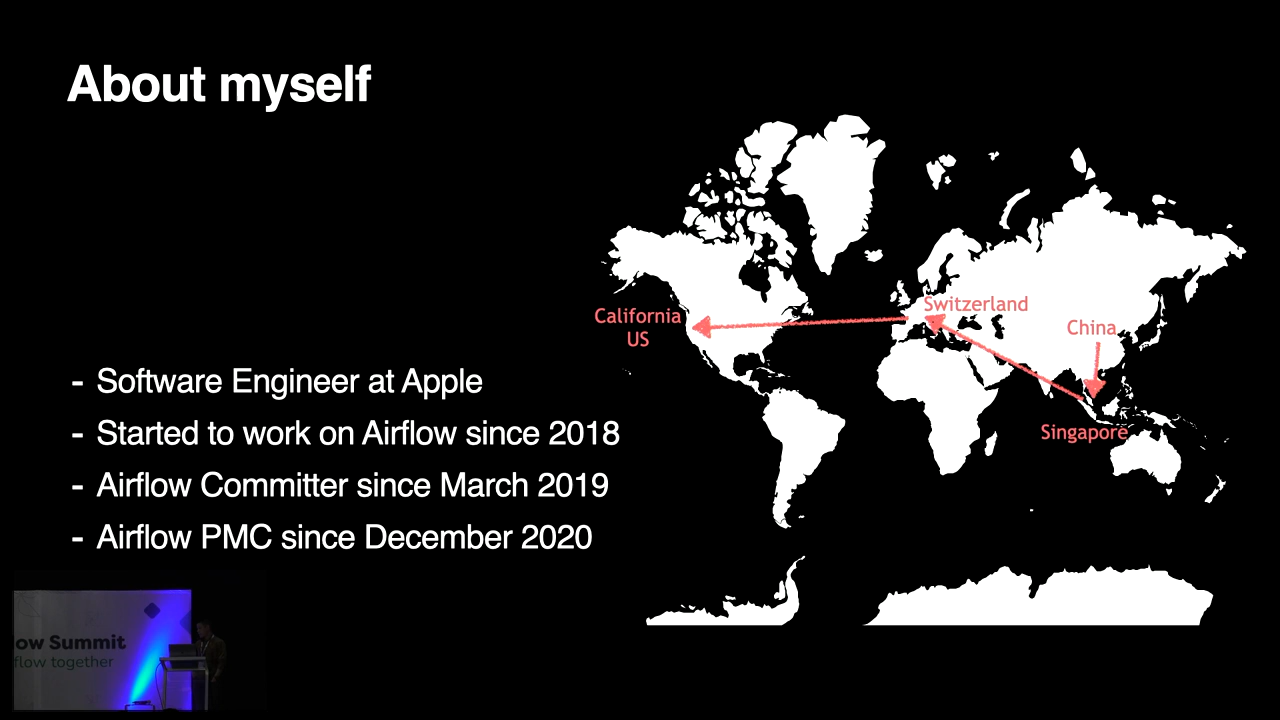 About myself
- Software Engineer at Apple
- Started to work on Airflow since 2018
- Airflow Committer since March 2019
- Airflow PMC since December 2020
California
US
Switzerland
China
Singapore
ow Summit
flow together